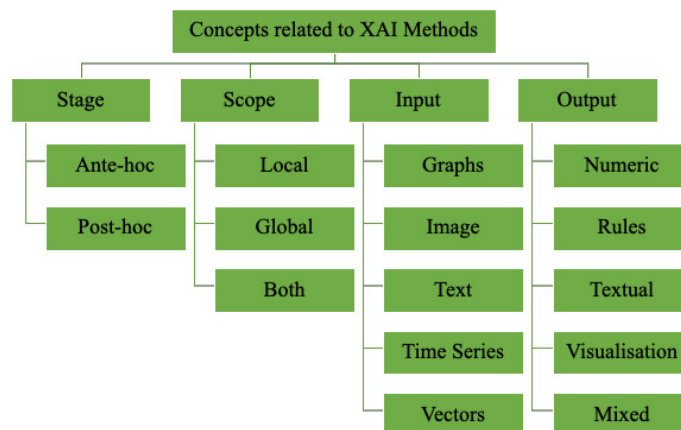 Concepts related to XAI Methods
Stage
Scope
Input
Output
Ante-hoc
Local
Graphs
Numeric
Post-hoc
Global
Image
Rules
Both
Text
Textual
Time Series
Visualisation
Vectors
Mixed